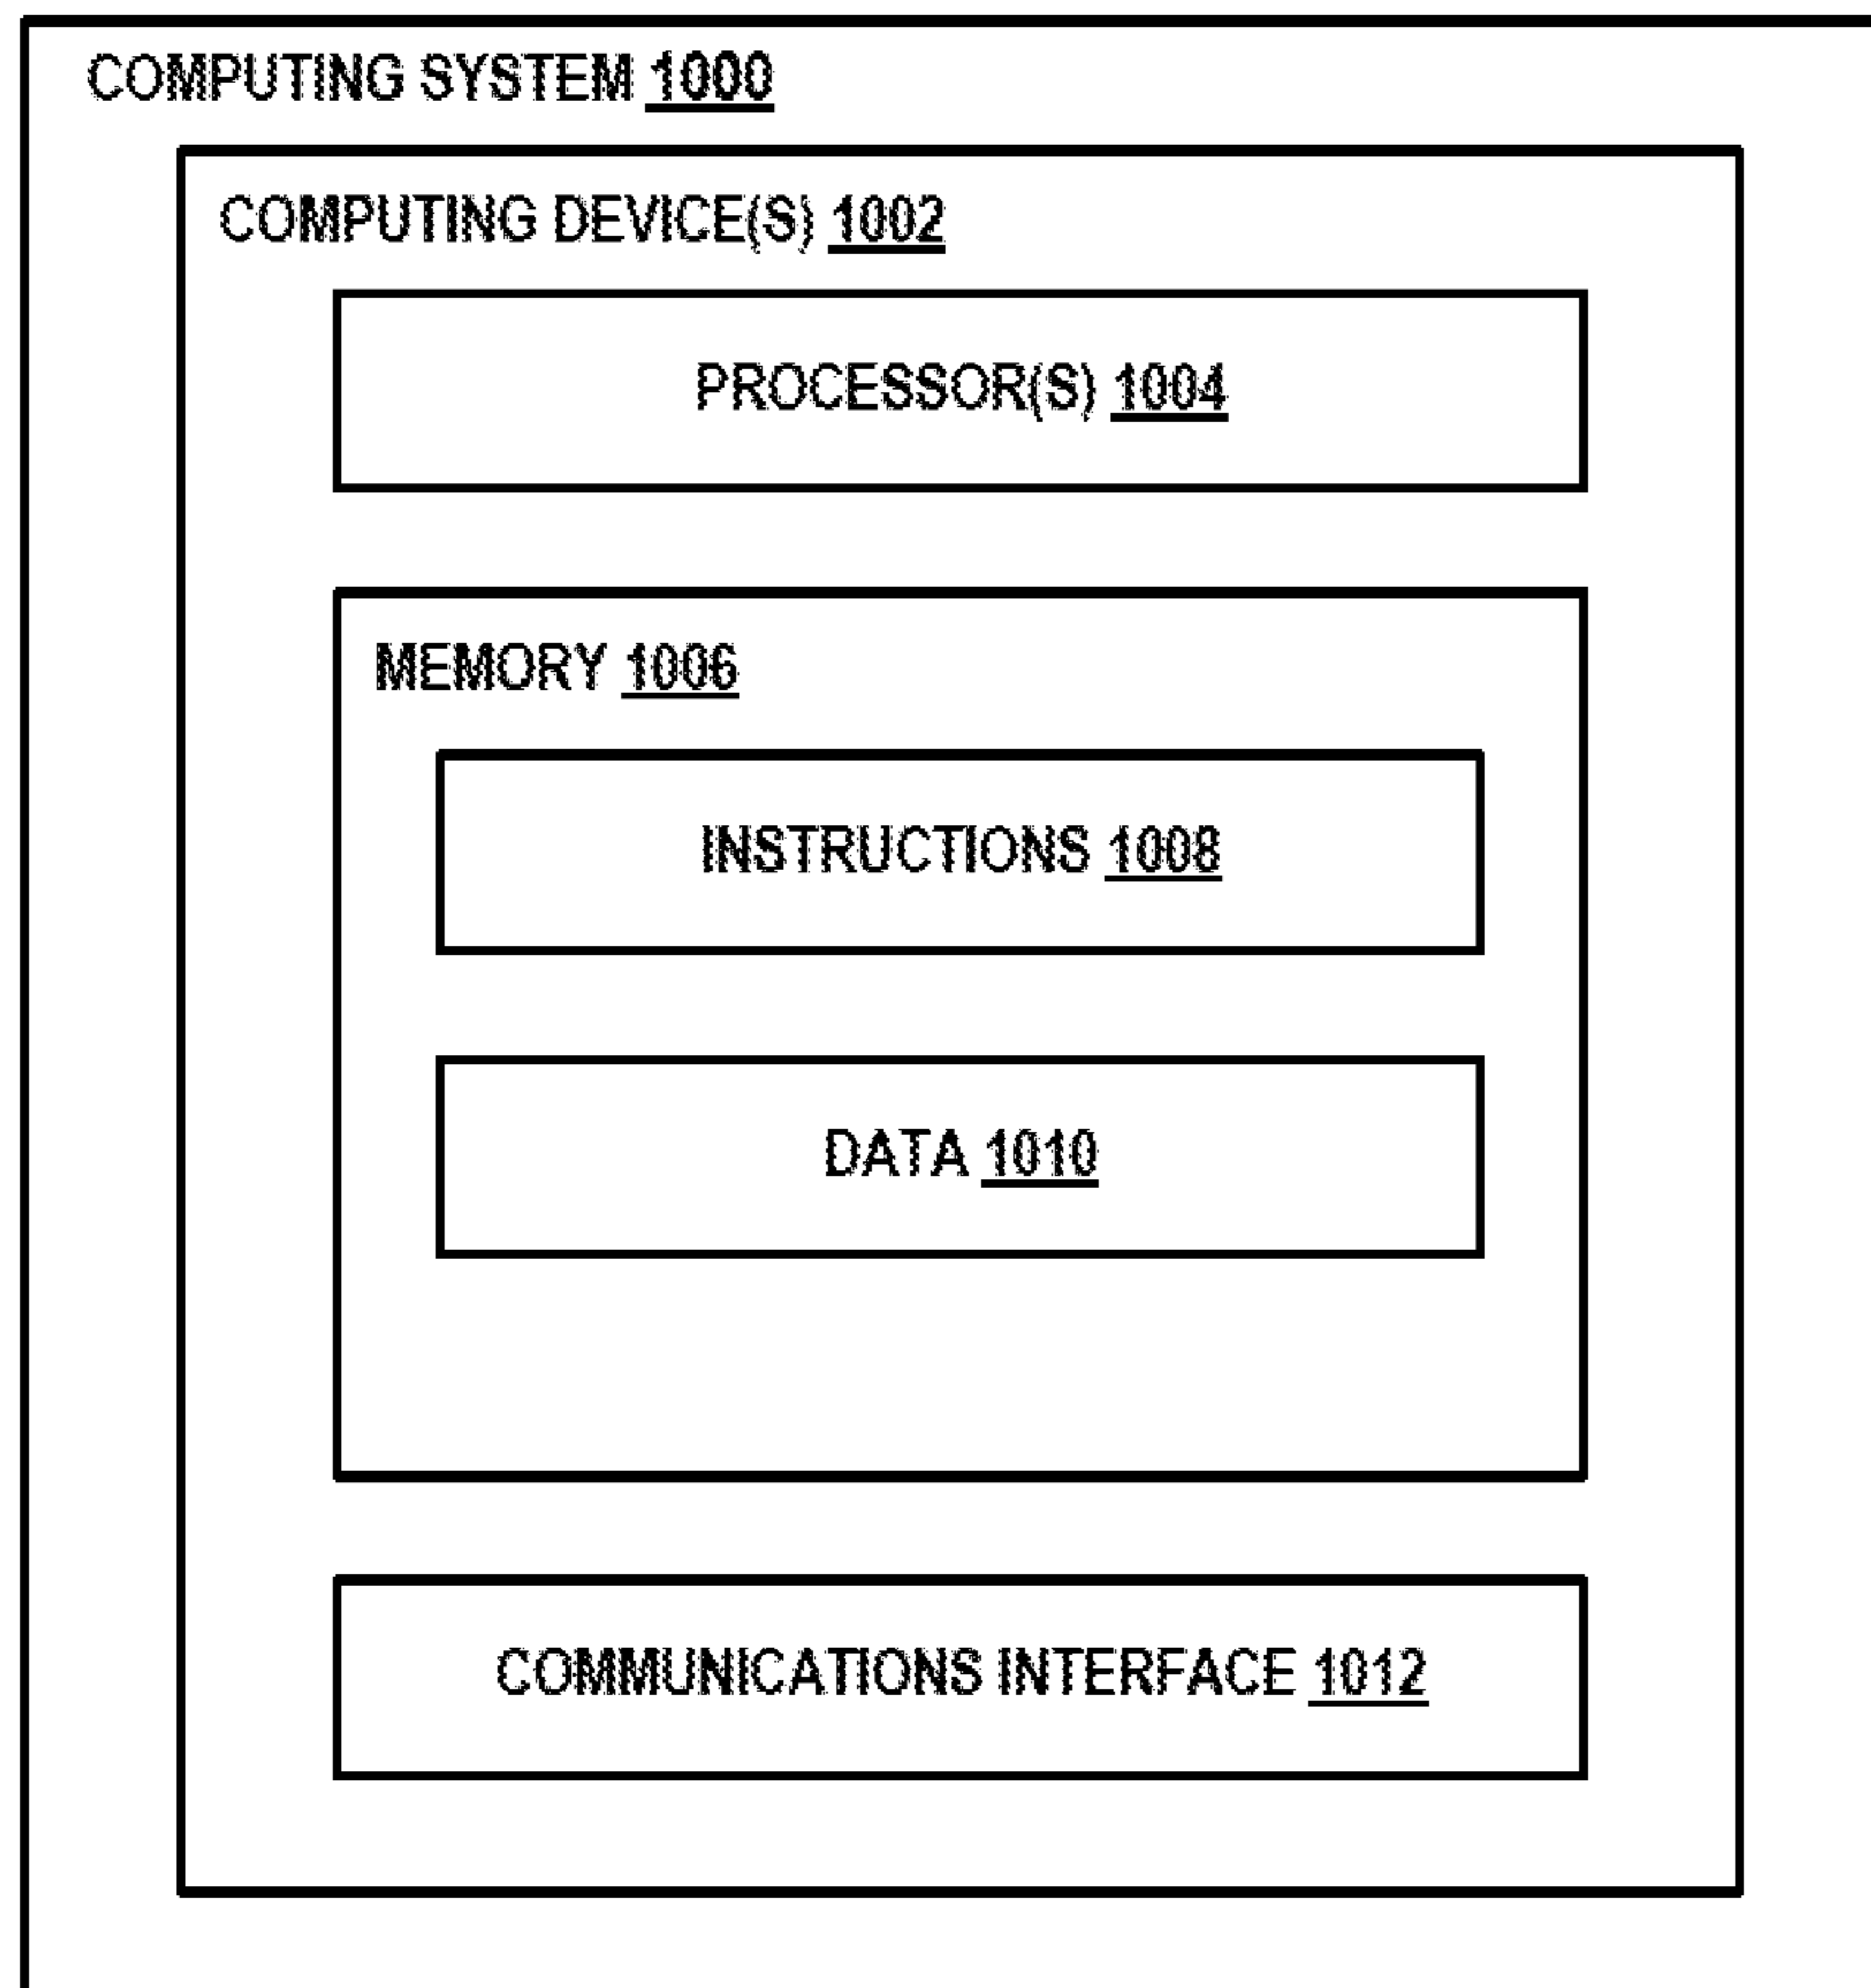 COMPUTING SYSTEM 1000
COMPUTING DEVICE(S) 1002
PROCESSOR(S) 1004
MEMORY 1006
INSTRUCTIONS 1008
DATA 1010
COMMUNICATIONS INTERFACE 1012